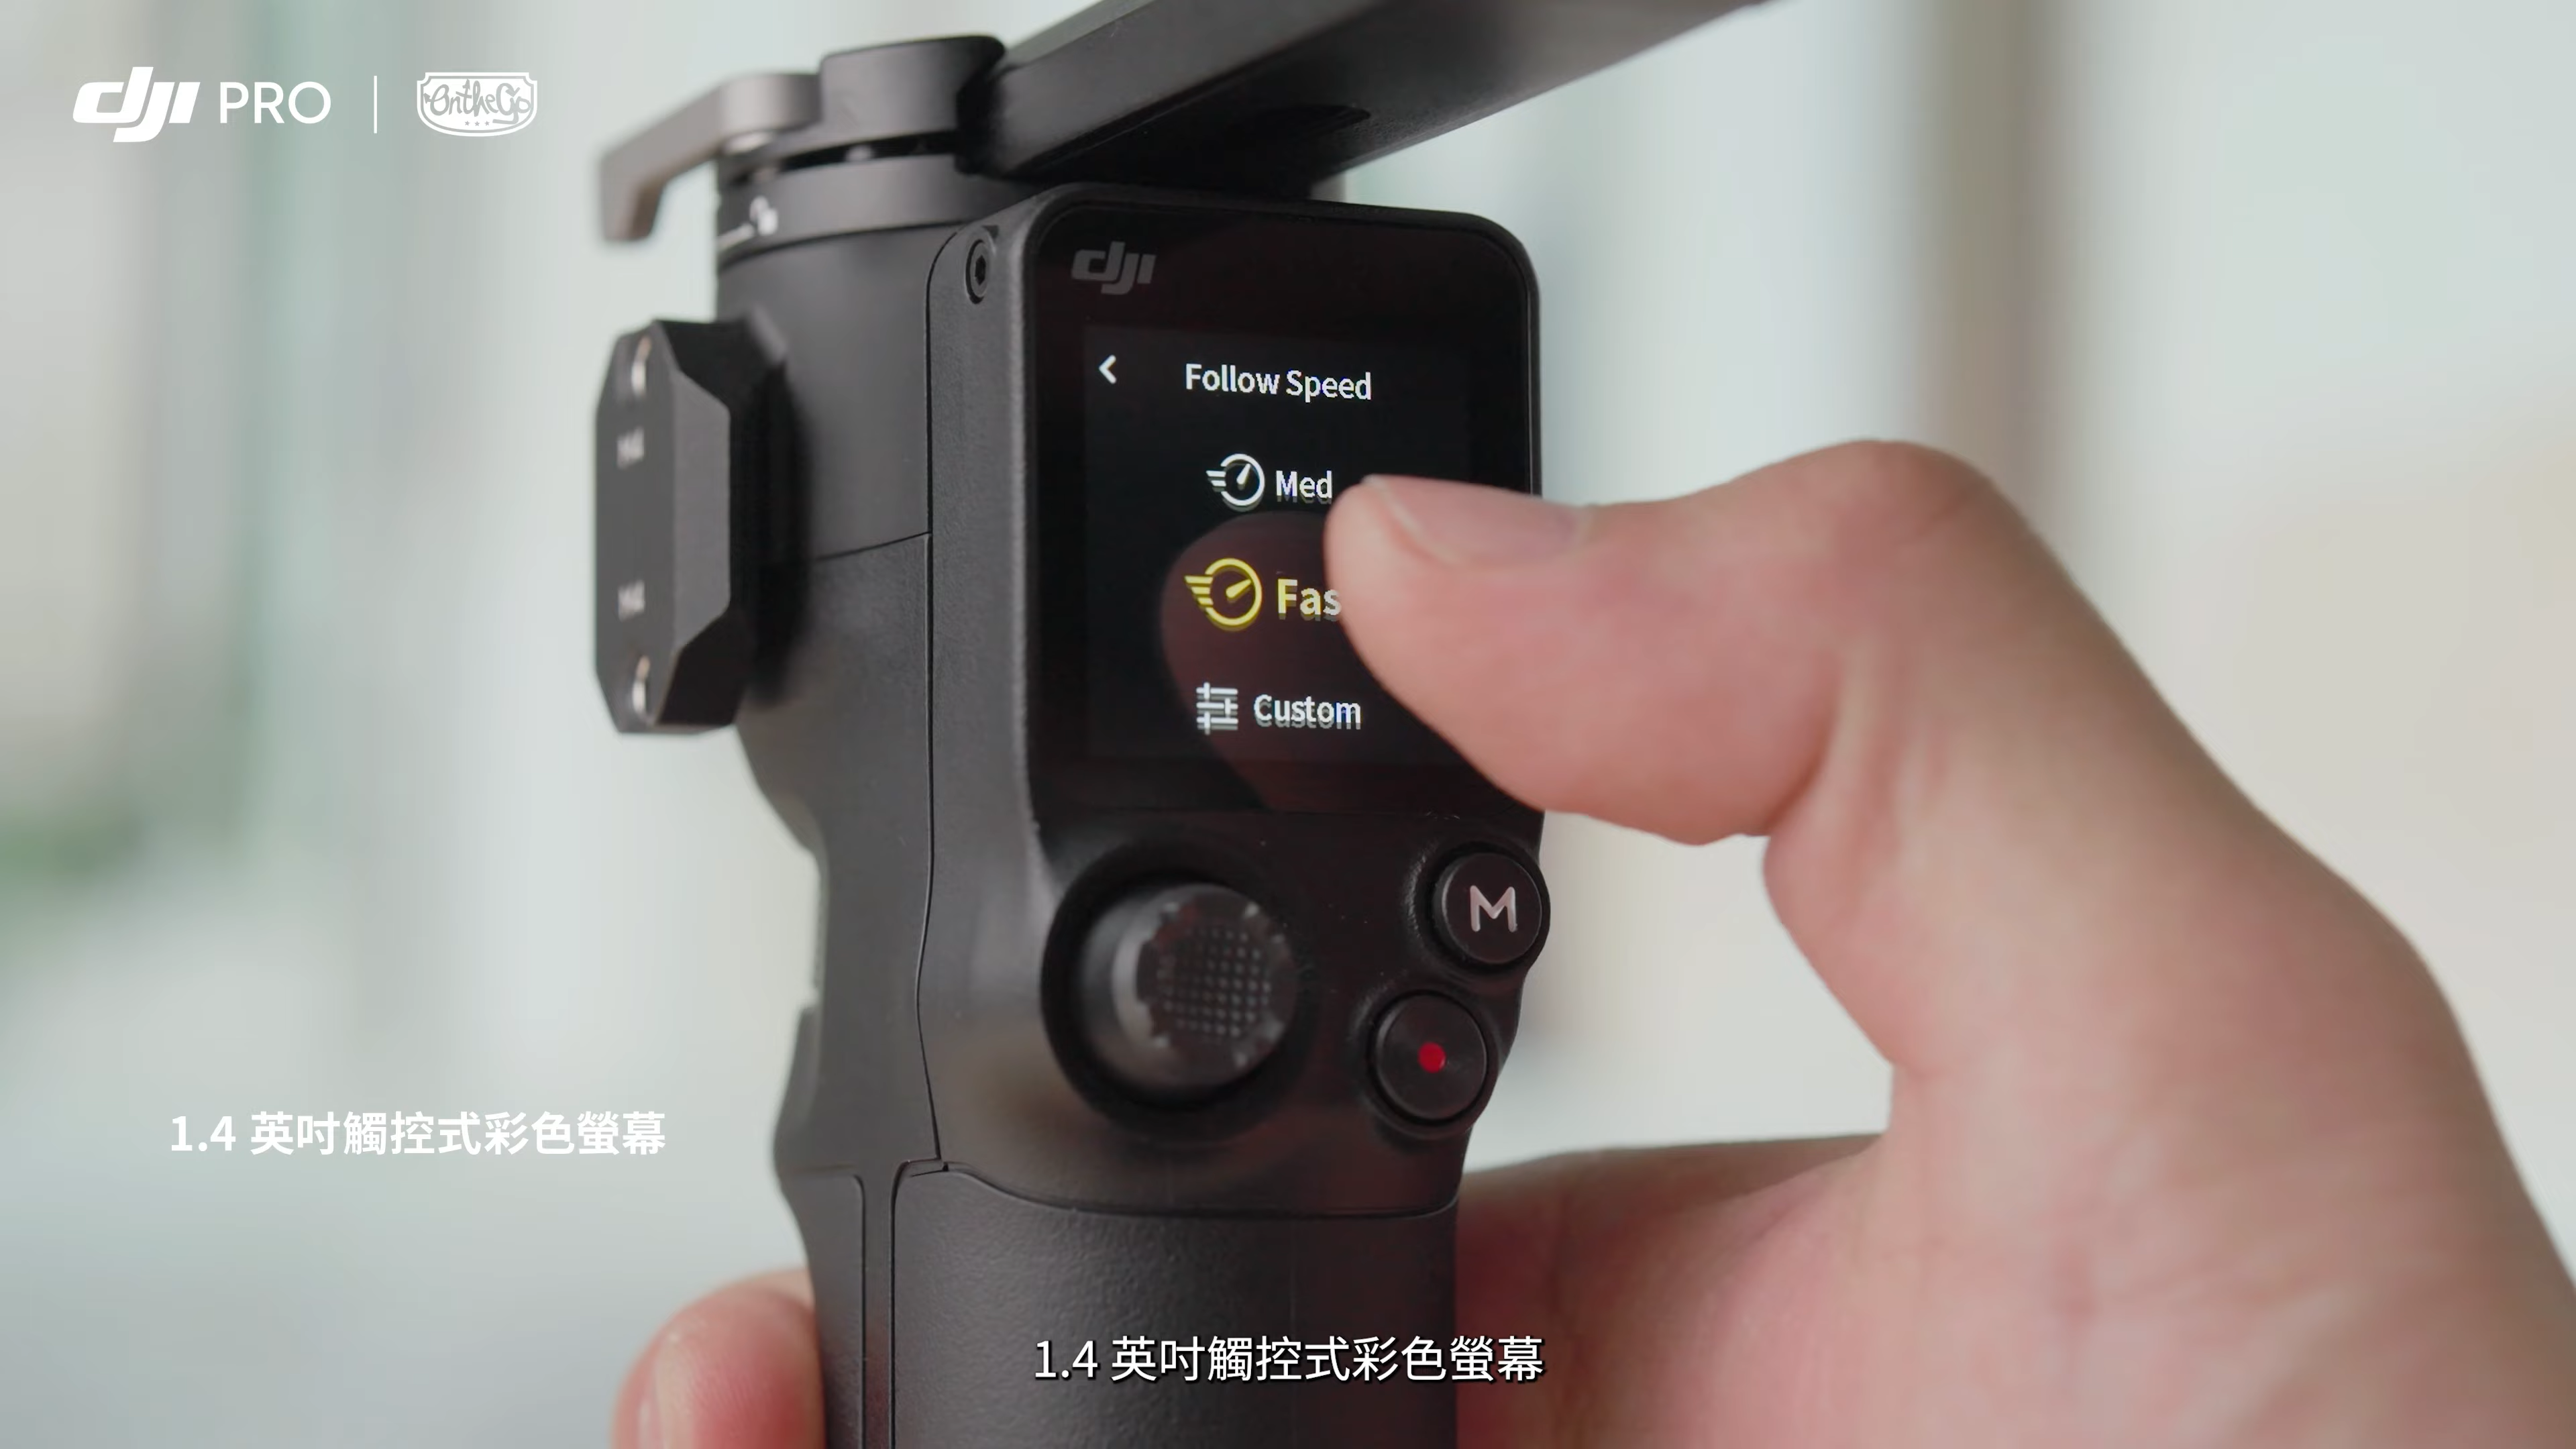 dji PRO
OntheGo
dji
Follow Speed
Med
Fas
Custom
M
1.4 英吋觸控式彩色螢幕
1.4 英吋觸控式彩色螢幕